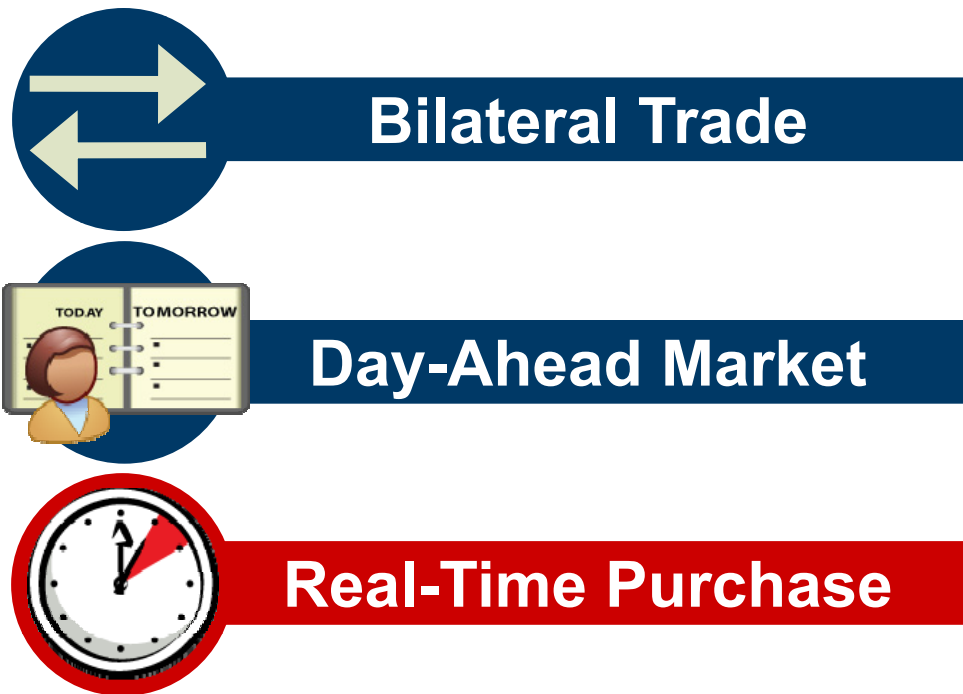 Bilateral Trade
TODAY
TOMORROW
Day-Ahead Market
Real-Time Purchase